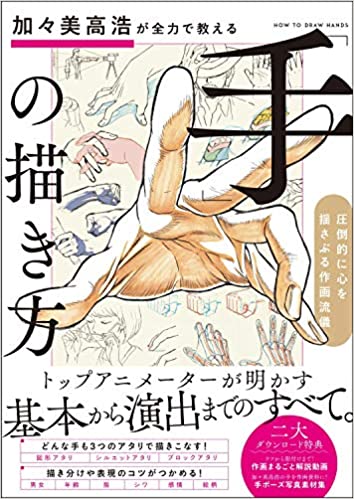 加々美高浩が全力で教える
HOW TO DRAW HANDS
手
の描き方
圧倒的に心を
揺さぶる作画流儀
トップアニメーターが明かす
基本から演出までのすべて。
どんな手も3つのアタリで描きこなす!
図形アタリ
シルエットアタリ
ブロックアタリ
描き分けや表現のコツがつかめる!
男女
年齢
脂
シワ
感情
絵柄
二大
ダウンロード特典
作画まるごと解説動画
手ポーズ写真素材集